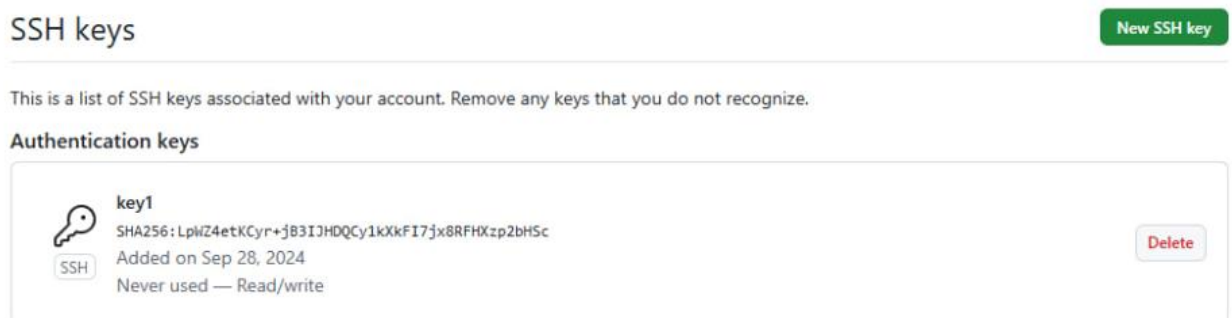 SSH keys
New SSH key
This is a list of SSH keys associated with your account. Remove any keys that you do not recognize.
Authentication keys
key1
SHA256:LpWZ4etKCyr+jB3IJHDQCy1kXkFI7jx8RFHXzp2bHSc
Added on Sep 28, 2024
Never used — Read/write
SSH
Delete